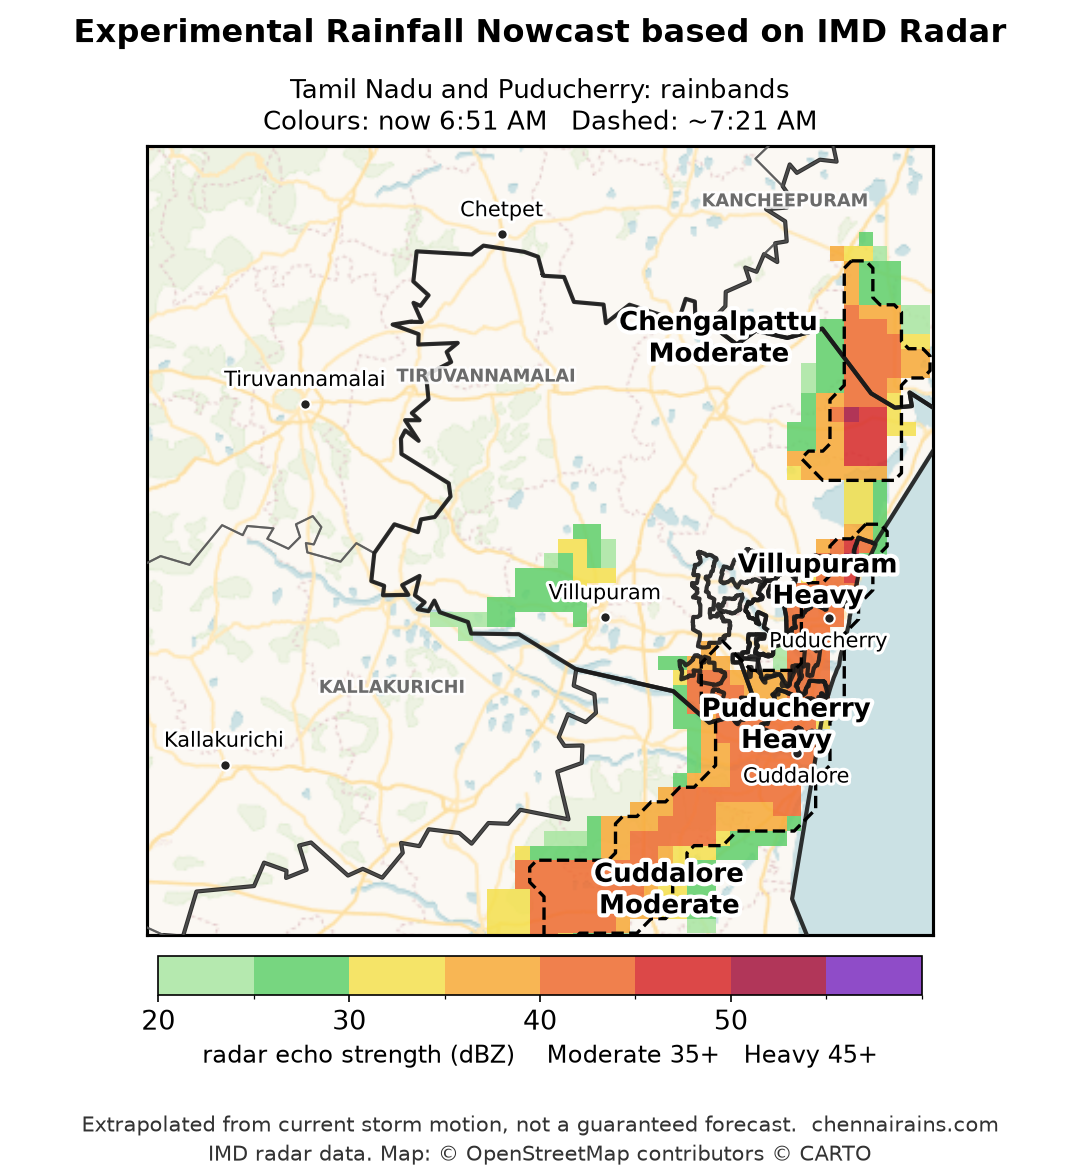 Experimental Rainfall Nowcast based on IMD Radar
Tamil Nadu and Puducherry: rainbands
Colours: now 6:51 AM   Dashed: ~7:21 AM
KANCHEEPURAM
Chetpet
Chengalpattu
Moderate
Tiruvannamalai
TIRUVANNAMALAI
Villupuram
Heavy
Villupuram
Puducherry
KALLAKURICHI
Puducherry
Heavy
Kallakurichi
Cuddalore
Cuddalore
Moderate
20 30 40 50
radar echo strength (dBZ)   Moderate 35+   Heavy 45+
Extrapolated from current storm motion, not a guaranteed forecast.  chennairains.com
IMD radar data. Map: © OpenStreetMap contributors © CARTO